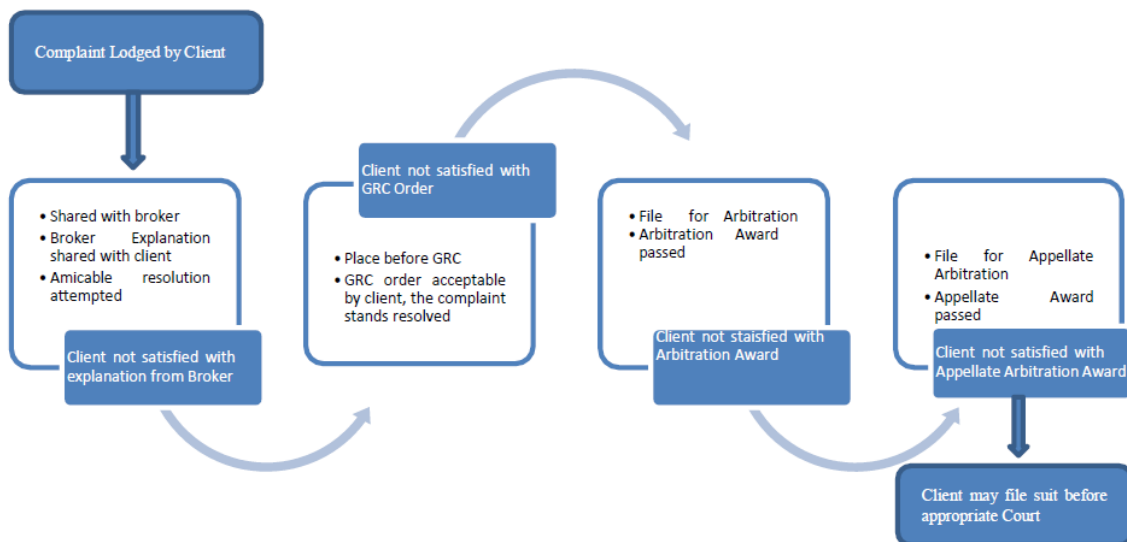 Complaint Lodged by Client
• Shared with broker
• Broker Explanation
shared with client
• Amicable resolution
attempted
Client not satisfied with
explanation from Broker
Client not satisfied with
GRC Order
• Place before GRC
• GRC order acceptable
by client, the complaint
stands resolved
• File for Arbitration
• Arbitration Award
passed
Client not staisfied with
Arbitration Award
• File for Appellate
Arbitration
• Appellate Award
passed
Client not satisfied with
Appellate Arbitration Award
Client may file suit before
appropriate Court